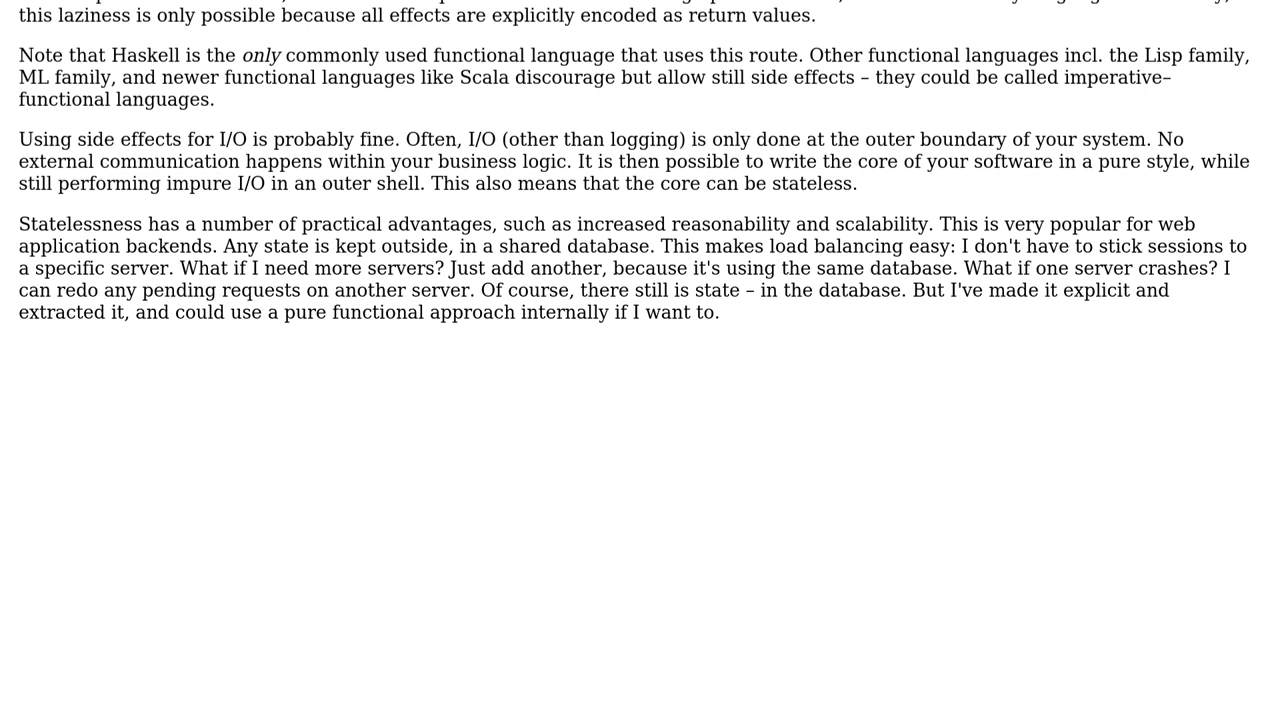 this laziness is only possible because all effects are explicitly encoded as return values.
Note that Haskell is the only commonly used functional language that uses this route. Other functional languages incl. the Lisp family,
ML family, and newer functional languages like Scala discourage but allow still side effects – they could be called imperative–
functional languages.
Using side effects for I/O is probably fine. Often, I/O (other than logging) is only done at the outer boundary of your system. No
external communication happens within your business logic. It is then possible to write the core of your software in a pure style, while
still performing impure I/O in an outer shell. This also means that the core can be stateless.
Statelessness has a number of practical advantages, such as increased reasonability and scalability. This is very popular for web
application backends. Any state is kept outside, in a shared database. This makes load balancing easy: I don't have to stick sessions to
a specific server. What if I need more servers? Just add another, because it's using the same database. What if one server crashes? I
can redo any pending requests on another server. Of course, there still is state – in the database. But I've made it explicit and
extracted it, and could use a pure functional approach internally if I want to.